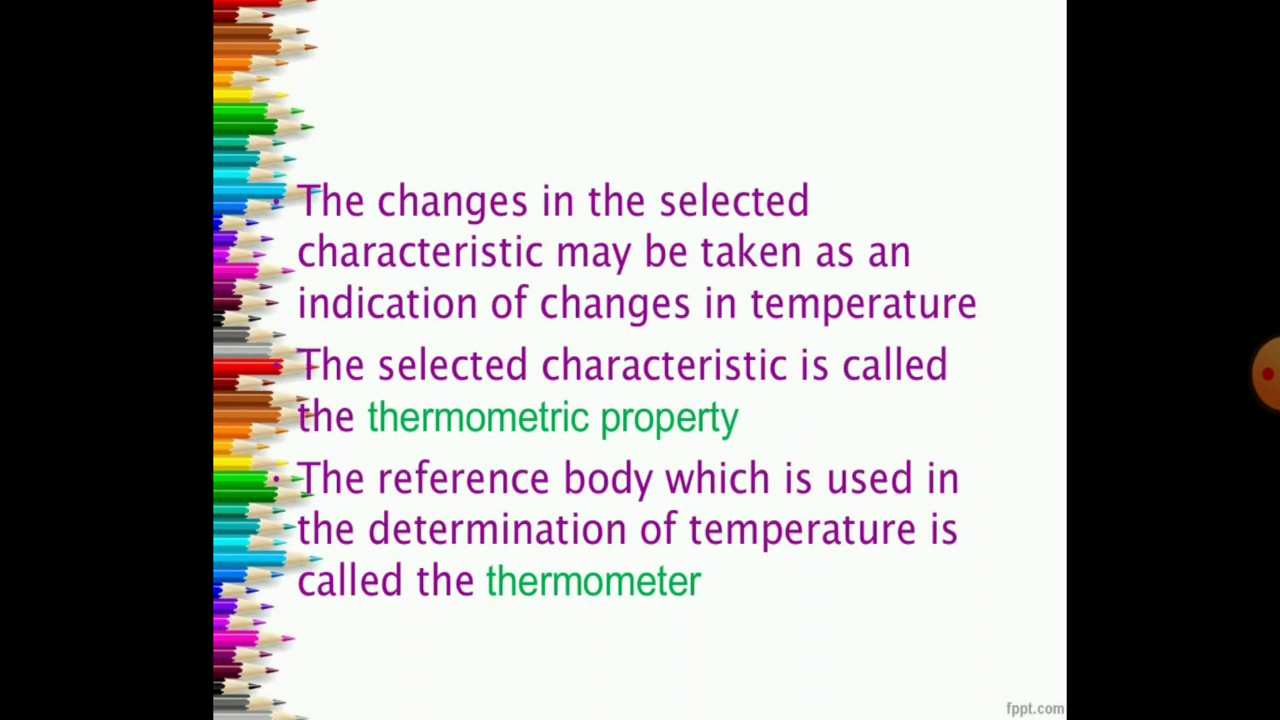 • The changes in the selected
characteristic may be taken as an
indication of changes in temperature
• The selected characteristic is called
the thermometric property
• The reference body which is used in
the determination of temperature is
called the thermometer
fppt.com